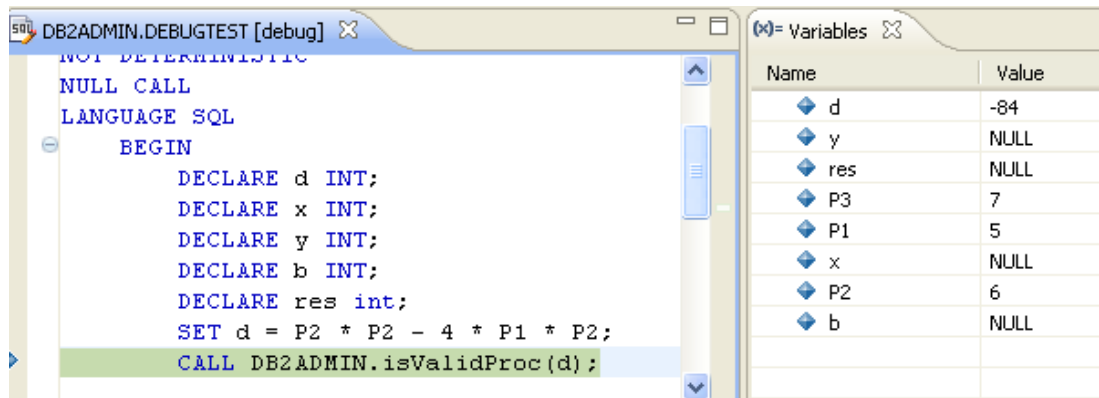 DB2ADMIN.DEBUGTEST [debug]
NOT DETERMINISTIC
NULL CALL
LANGUAGE SQL
BEGIN
DECLARE d INT;
DECLARE x INT;
DECLARE y INT;
DECLARE b INT;
DECLARE res int;
SET d = P2 * P2 - 4 * P1 * P2;
CALL DB2ADMIN.isValidProc(d);
(x)= Variables
Name Value
d -84
y NULL
res NULL
P3 7
P1 5
x NULL
P2 6
b NULL